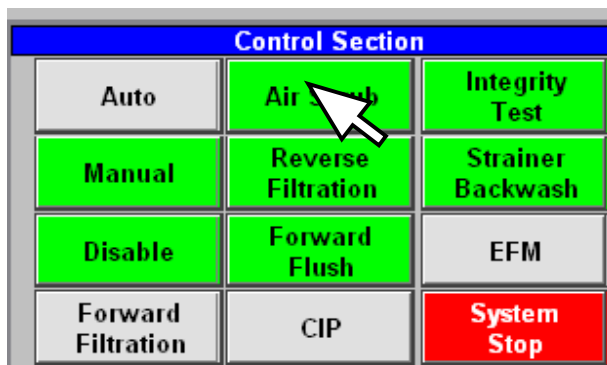 Control Section
Auto
Air Scrub
Integrity
Test
Manual
Reverse
Filtration
Strainer
Backwash
Disable
Forward
Flush
EFM
Forward
Filtration
CIP
System
Stop